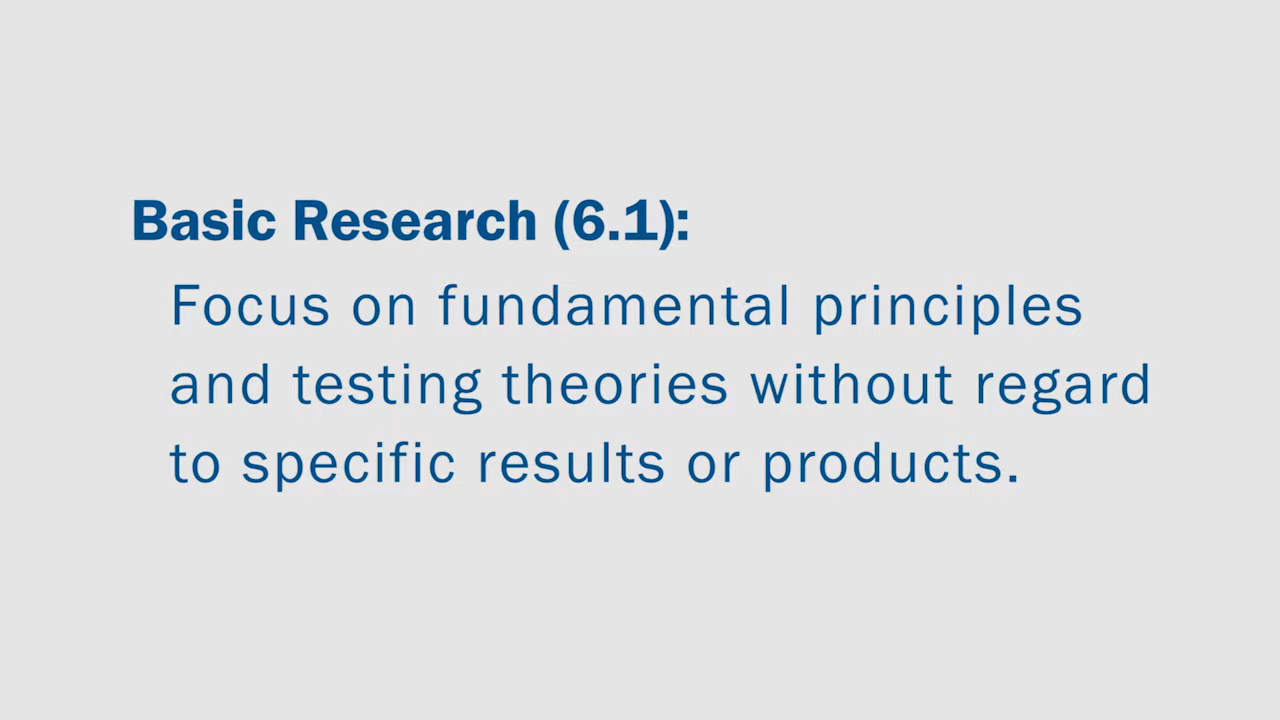 Basic Research (6.1):
Focus on fundamental principles
and testing theories without regard
to specific results or products.